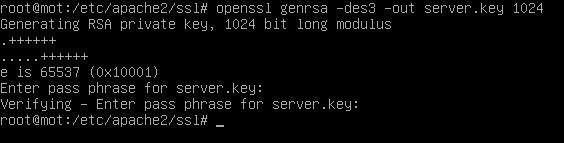 root@mot:/etc/apache2/ssl# openssl genrsa -des3 -out server.key 1024
Generating RSA private key, 1024 bit long modulus
.++++++
.....++++++
e is 65537 (0x10001)
Enter pass phrase for server.key:
Verifying - Enter pass phrase for server.key:
root@mot:/etc/apache2/ssl# _